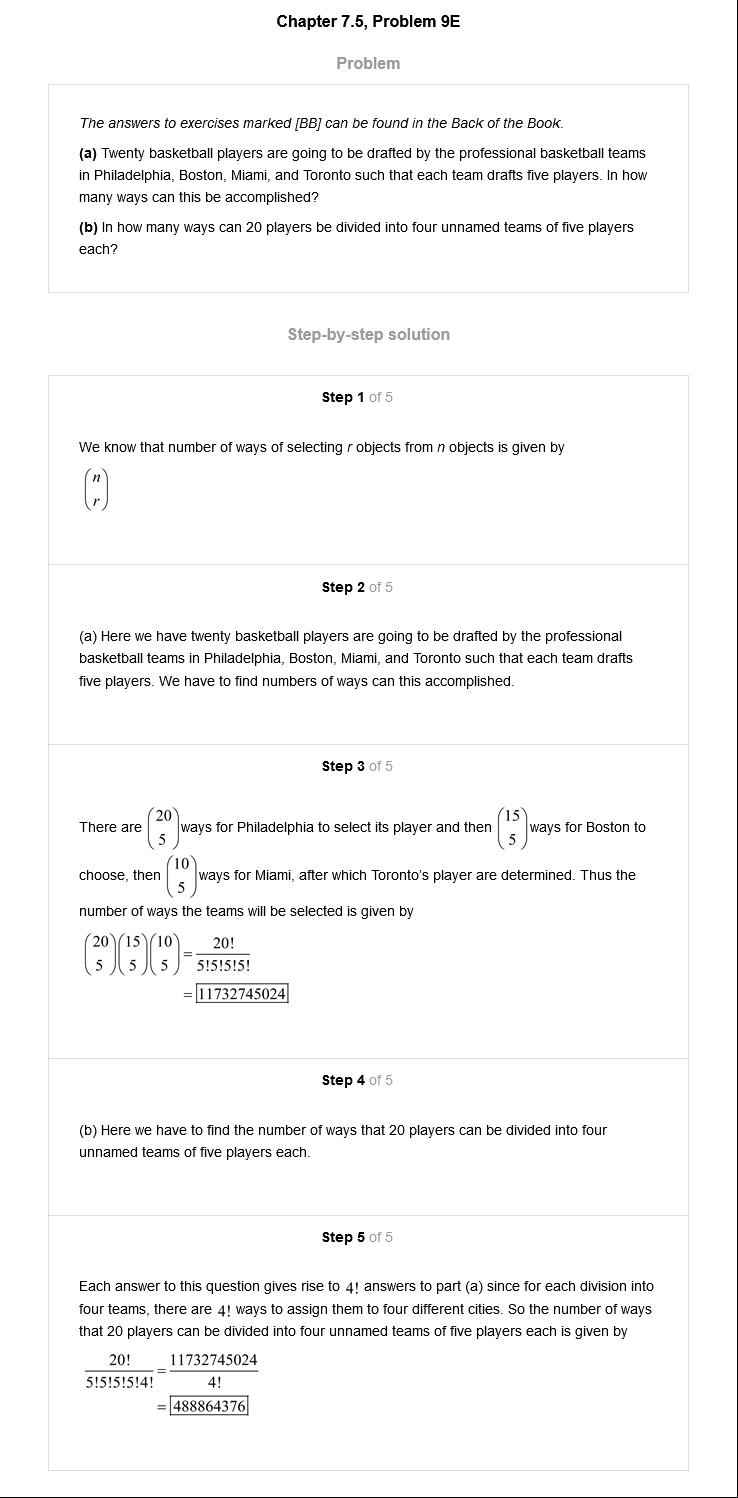 Chapter 7.5, Problem 9E
Problem
The answers to exercises marked [BB] can be found in the Back of the Book.
(a) Twenty basketball players are going to be drafted by the professional basketball teams
in Philadelphia, Boston, Miami, and Toronto such that each team drafts five players. In how
many ways can this be accomplished?
(b) In how many ways can 20 players be divided into four unnamed teams of five players
each?
Step-by-step solution
Step 1 of 5
We know that number of ways of selecting r objects from n objects is given by
(n
r)
Step 2 of 5
(a) Here we have twenty basketball players are going to be drafted by the professional
basketball teams in Philadelphia, Boston, Miami, and Toronto such that each team drafts
five players. We have to find numbers of ways can this accomplished.
Step 3 of 5
There are (20 5) ways for Philadelphia to select its player and then (15 5) ways for Boston to
choose, then (10 5) ways for Miami, after which Toronto's player are determined. Thus the
number of ways the teams will be selected is given by
(20 5)(15 5)(10 5) = 20! / 5!5!5!5!
= 11732745024
Step 4 of 5
(b) Here we have to find the number of ways that 20 players can be divided into four
unnamed teams of five players each.
Step 5 of 5
Each answer to this question gives rise to 4! answers to part (a) since for each division into
four teams, there are 4! ways to assign them to four different cities. So the number of ways
that 20 players can be divided into four unnamed teams of five players each is given by
20! / 5!5!5!5!4! = 11732745024 / 4!
= 488864376